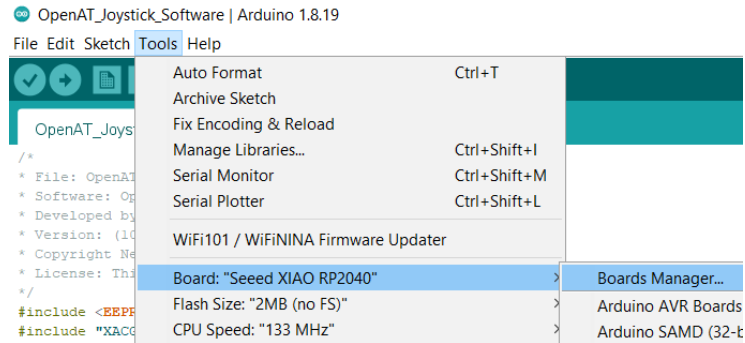 OpenAT_Joystick_Software | Arduino 1.8.19
File Edit Sketch Tools Help
Auto Format Ctrl+T
Archive Sketch
Fix Encoding & Reload
Manage Libraries... Ctrl+Shift+I
Serial Monitor Ctrl+Shift+M
Serial Plotter Ctrl+Shift+L
WiFi101 / WiFiNINA Firmware Updater
Board: "Seeed XIAO RP2040"
Flash Size: "2MB (no FS)"
CPU Speed: "133 MHz"
Boards Manager...
Arduino AVR Boards
Arduino SAMD (32-b
OpenAT_Joys
/*
* File: OpenAT
* Software: Op
* Developed by
* Version: (10
* Copyright Ne
* License: Thi
*/
#include <EEPR
#include "XACG